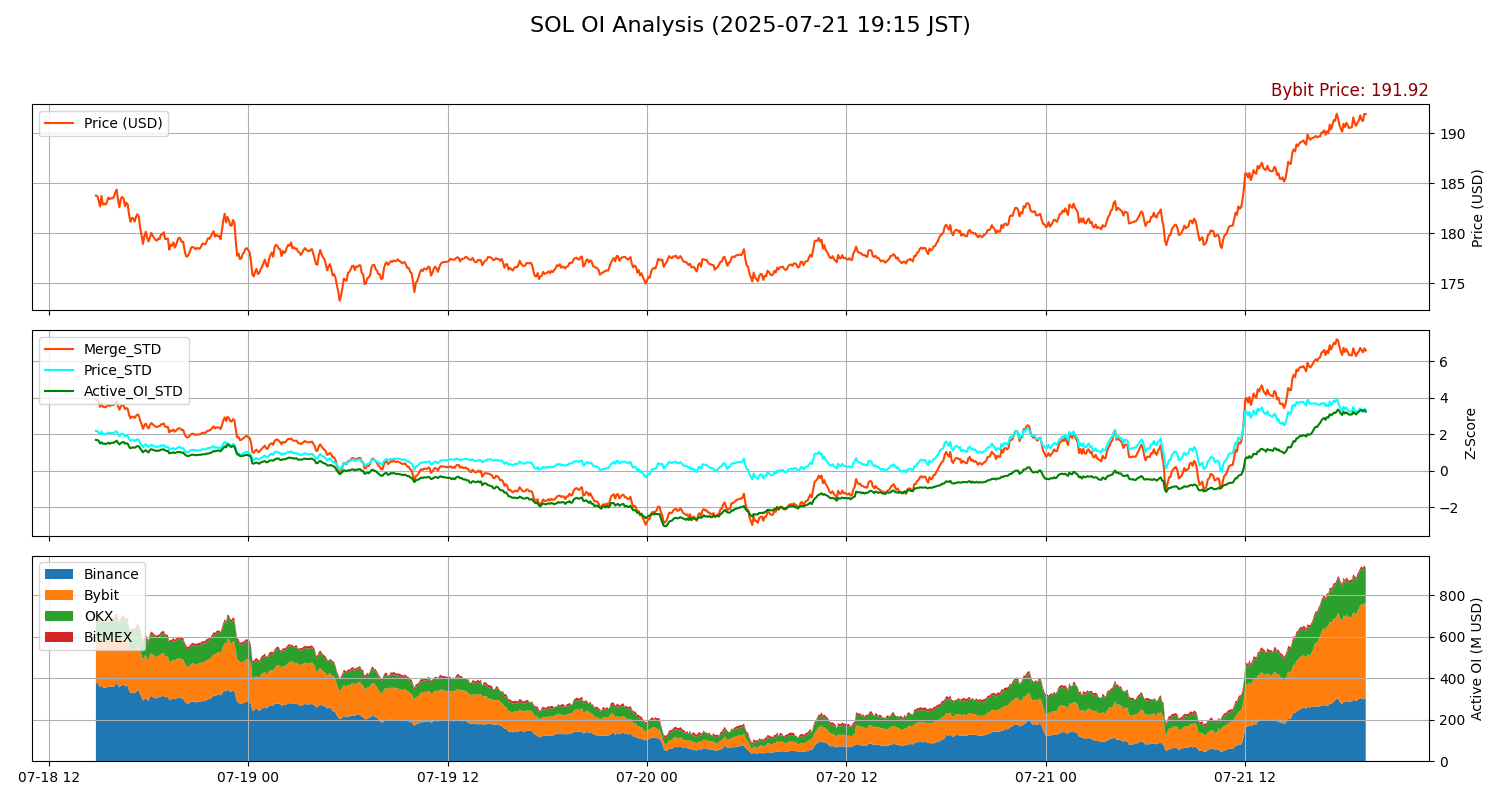 SOL OI Analysis (2025-07-21 19:15 JST)
Bybit Price: 191.92
Price (USD)
190
185
180
175
Price (USD)
Merge_STD
Price_STD
Active_OI_STD
6
4
2
0
−2
Z-Score
Binance
Bybit
OKX
BitMEX
800
600
400
200
0
Active OI (M USD)
07-18 12
07-19 00
07-19 12
07-20 00
07-20 12
07-21 00
07-21 12